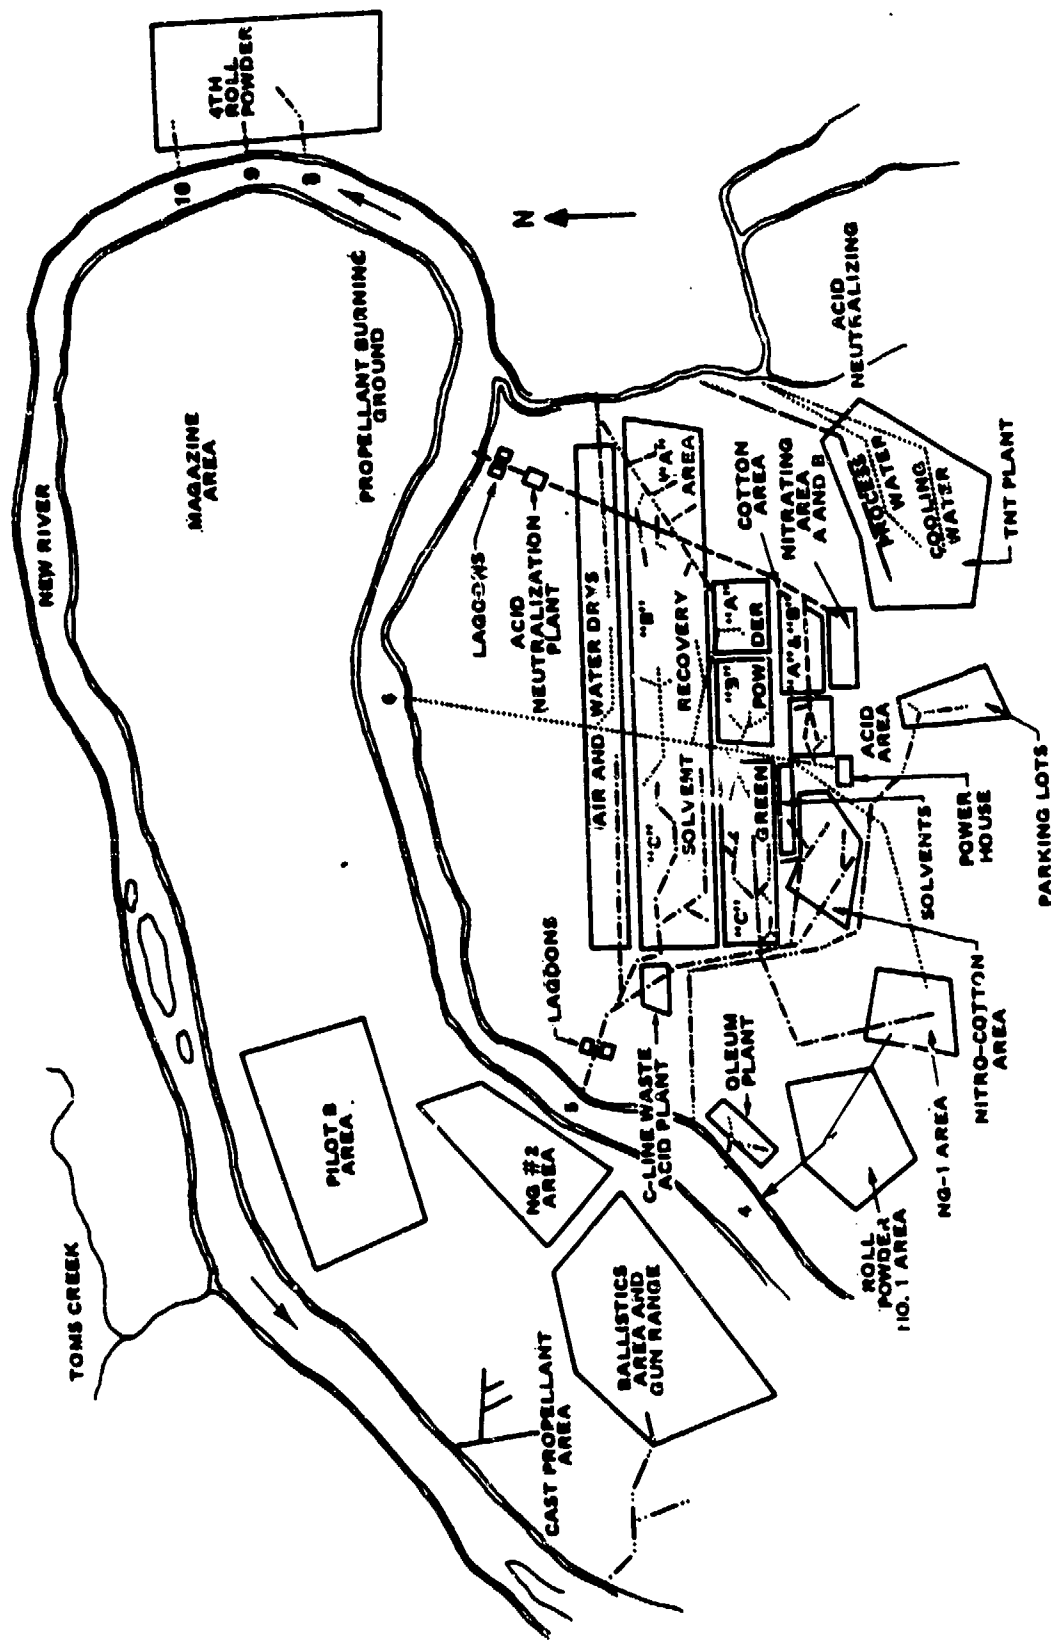 4TH
ROLL
POWDER
10
9
8
N
NEW RIVER
MAGAZINE
AREA
PROPELLANT BURNING
GROUND
ACID
NEUTRALIZING
LAGOONS
ACID
NEUTRALIZATION
PLANT
6
AIR AND WATER DRYS
"C"
"B"
"A"
AREA
SOLVENT RECOVERY
"C"
"B"
"A"
GREEN POWDER
COTTON
AREA
NITRATING
AREA
A AND B
"A" & "B"
PROCESS
WATER
COOLING
WATER
TNT PLANT
ACID
AREA
PARKING LOTS
POWER
HOUSE
SOLVENTS
NITRO-COTTON
AREA
NG-1 AREA
LAGOONS
5
C-LINE WASTE
ACID PLANT
OLEUM
PLANT
4
ROLL
POWDER
NO. 1 AREA
PILOT B
AREA
NG #2
AREA
BALLISTICS
AREA AND
GUN RANGE
TOMS CREEK
CAST PROPELLANT
AREA